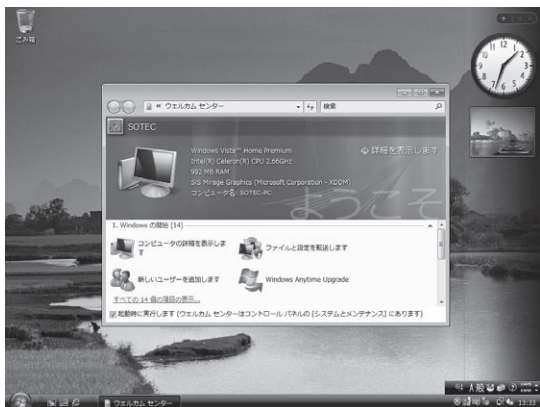 ごみ箱
ウェルカム センター
検索
SOTEC
Windows Vista™ Home Premium
詳細を表示します
Intel(R) Celeron(R) CPU 2.66GHz
992 MB RAM
SiS Mirage Graphics (Microsoft Corporation - XDDM)
コンピュータ名: SOTEC-PC
ようこそ
1. Windows の開始 (14)
コンピュータの詳細を表示しま
す
ファイルと設定を転送します
新しいユーザーを追加します
Windows Anytime Upgrade
すべての 14 個の項目の表示...
起動時に実行します (ウェルカム センターはコントロール パネルの [システムとメンテナンス] にあります)
A 般
CAPS
KANA
ウェルカム センター
13:33